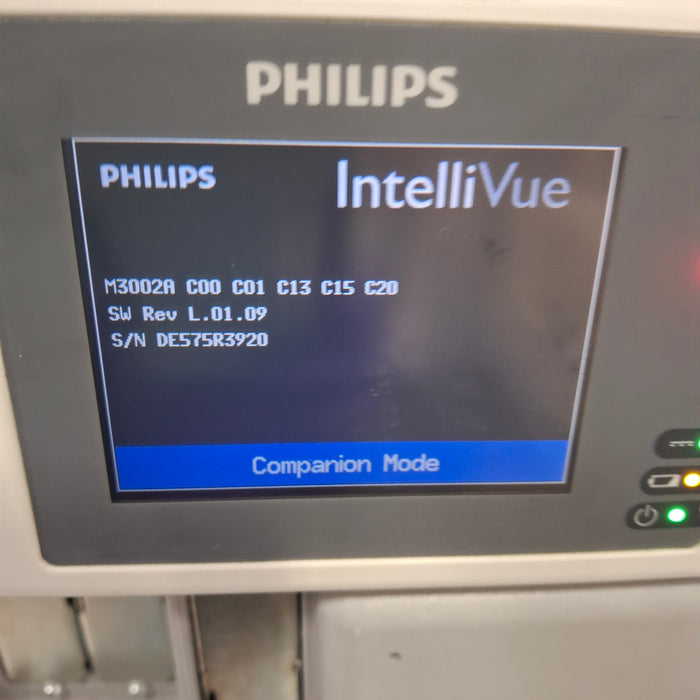 PHILIPS
PHILIPS IntelliVue
M3002A C00 C01 C13 C15 C20
SW Rev L.01.09
S/N DE575R3920
Companion Mode